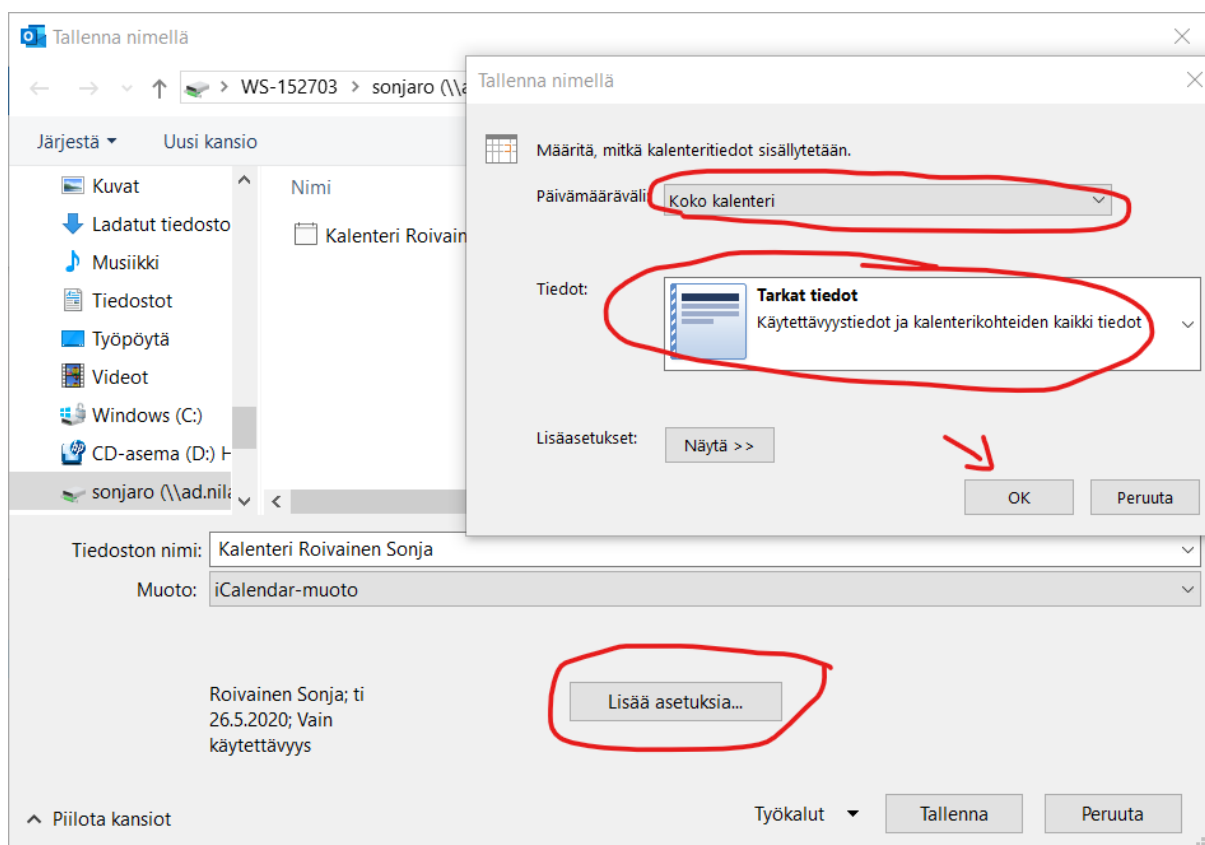 Tallenna nimellä
WS-152703 > sonjaro (\\a
Järjestä Uusi kansio
Kuvat
Ladatut tiedosto
Musiikki
Tiedostot
Työpöytä
Videot
Windows (C:)
CD-asema (D:) H
sonjaro (\\ad.nila
Nimi
Kalenteri Roivain
Tallenna nimellä
Määritä, mitkä kalenteritiedot sisällytetään.
Päivämääräväli: Koko kalenteri
Tiedot: Tarkat tiedot
Käytettävyystiedot ja kalenterikohteiden kaikki tiedot
Lisäasetukset: Näytä >>
OK Peruuta
Tiedoston nimi: Kalenteri Roivainen Sonja
Muoto: iCalendar-muoto
Roivainen Sonja; ti
26.5.2020; Vain
käytettävyys
Lisää asetuksia...
Piilota kansiot Työkalut Tallenna Peruuta